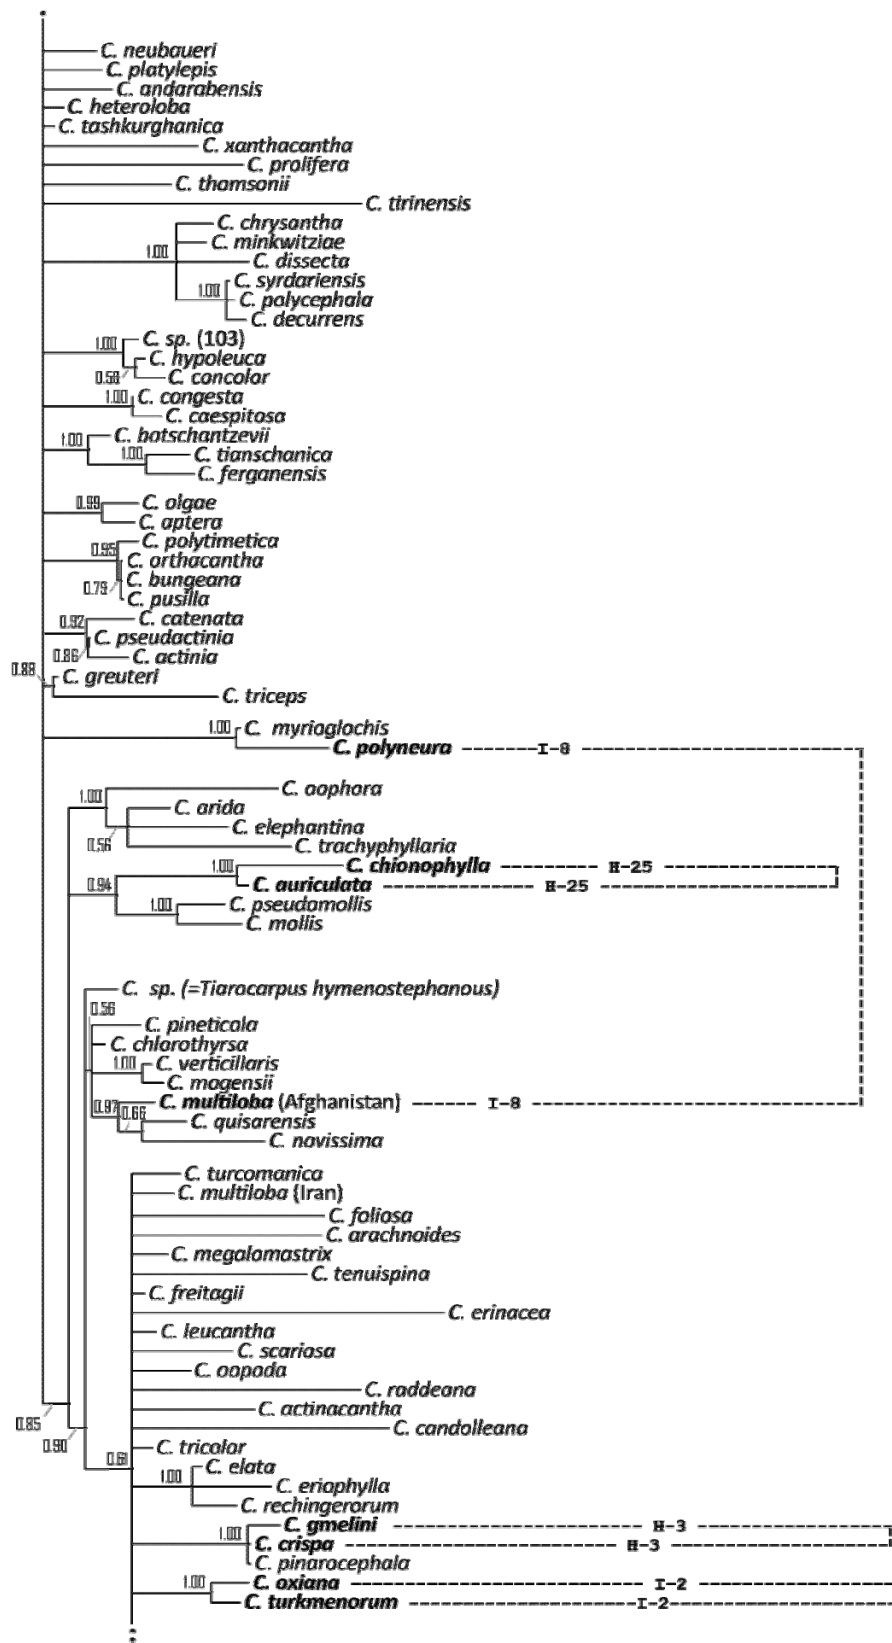 C. neubaueri
C. platylepis
C. andarabensis
C. heteroloba
C. tashkurghanica
C. xanthacantha
C. prolifera
C. thomsonii
C. tirinensis
C. chrysantha
C. minkwitziae
1.00
C. dissecta
C. syrdariensis
1.00
C. polycephala
C. decurrens
1.00
C. sp. (103)
C. hypoleuca
0.58
C. concolor
1.00
C. congesta
C. caespitosa
1.00
C. botschantzevii
1.00
C. tianschanica
C. ferganensis
0.99
C. olgae
C. aptera
0.95
C. polytimetica
C. orthacantha
0.79
C. bungeana
C. pusilla
0.92
C. catenata
C. pseudactinia
0.86
C. actinia
0.88
C. greuteri
C. triceps
1.00
C. myrioglochis
C. polyneura I-8
C. oophora
1.00
C. arida
C. elephantina
0.56
C. trachyphyllaria
1.00
C. chionophylla H-25
0.94
C. auriculata H-25
1.00
C. pseudomollis
C. mollis
C. sp. (=Tiarocarpus hymenostephanous)
0.56
C. pineticola
C. chlorothyrsa
1.00
C. verticillaris
C. mogensii
0.97
C. multiloba (Afghanistan) I-8
0.66
C. quisarensis
C. novissima
C. turcomanica
C. multiloba (Iran)
C. foliosa
C. arachnoides
C. megalomastrix
C. tenuispina
C. freitagii
C. erinacea
C. leucantha
C. scariosa
C. oopoda
C. raddeana
C. actinacantha
0.85
C. candolleana
0.90
C. tricolor
0.61
C. elata
1.00
C. eriophylla
C. rechingerorum
C. gmelini H-3
1.00
C. crispa H-3
C. pinarocephala
1.00
C. oxiana I-2
C. turkmenorum I-2